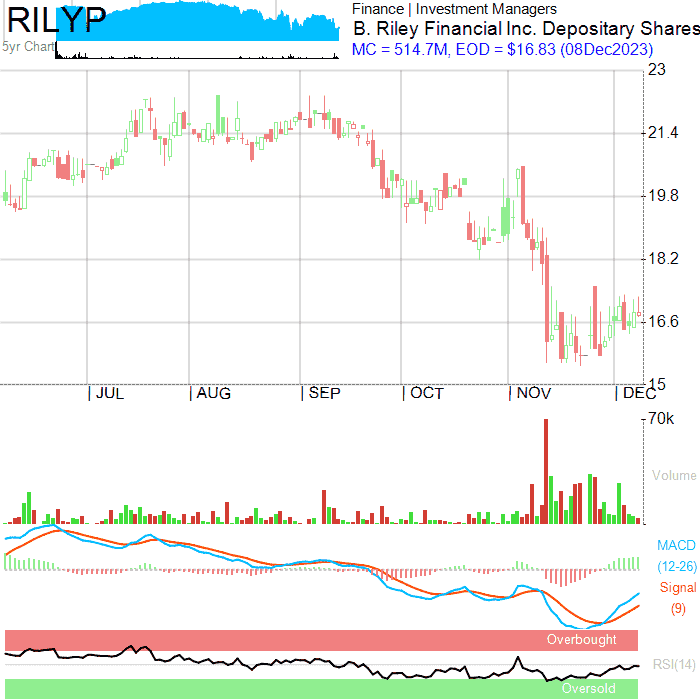 RILYP
5yr Chart
Finance | Investment Managers
B. Riley Financial Inc. Depositary Shares
MC = 514.7M, EOD = $16.83 (08Dec2023)
23
21.4
19.8
18.2
16.6
15
| JUL | AUG | SEP | OCT | NOV | DEC
70k
Volume
MACD
(12-26)
Signal
(9)
Overbought
RSI(14)
Oversold